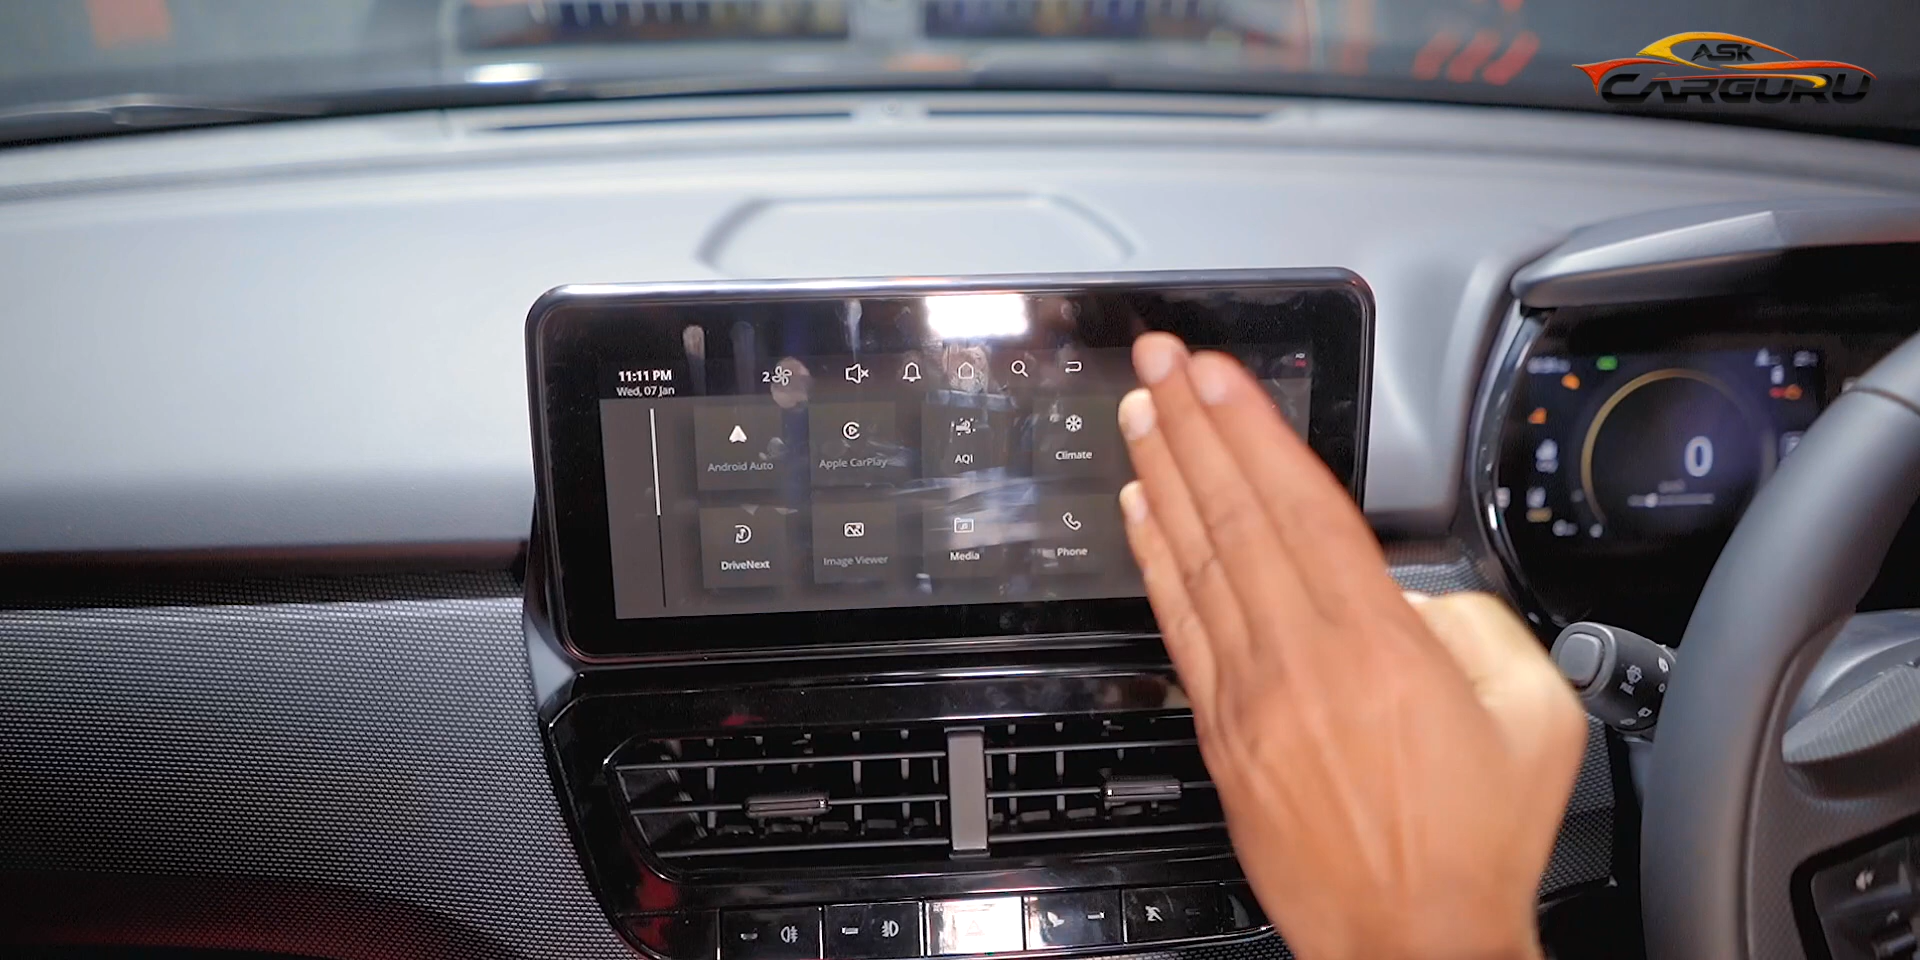 ASK
CARGURU
11:11 PM
Wed, 07 Jan
2
Android Auto
Apple CarPlay
AQI
Climate
DriveNext
Image Viewer
Media
Phone
0